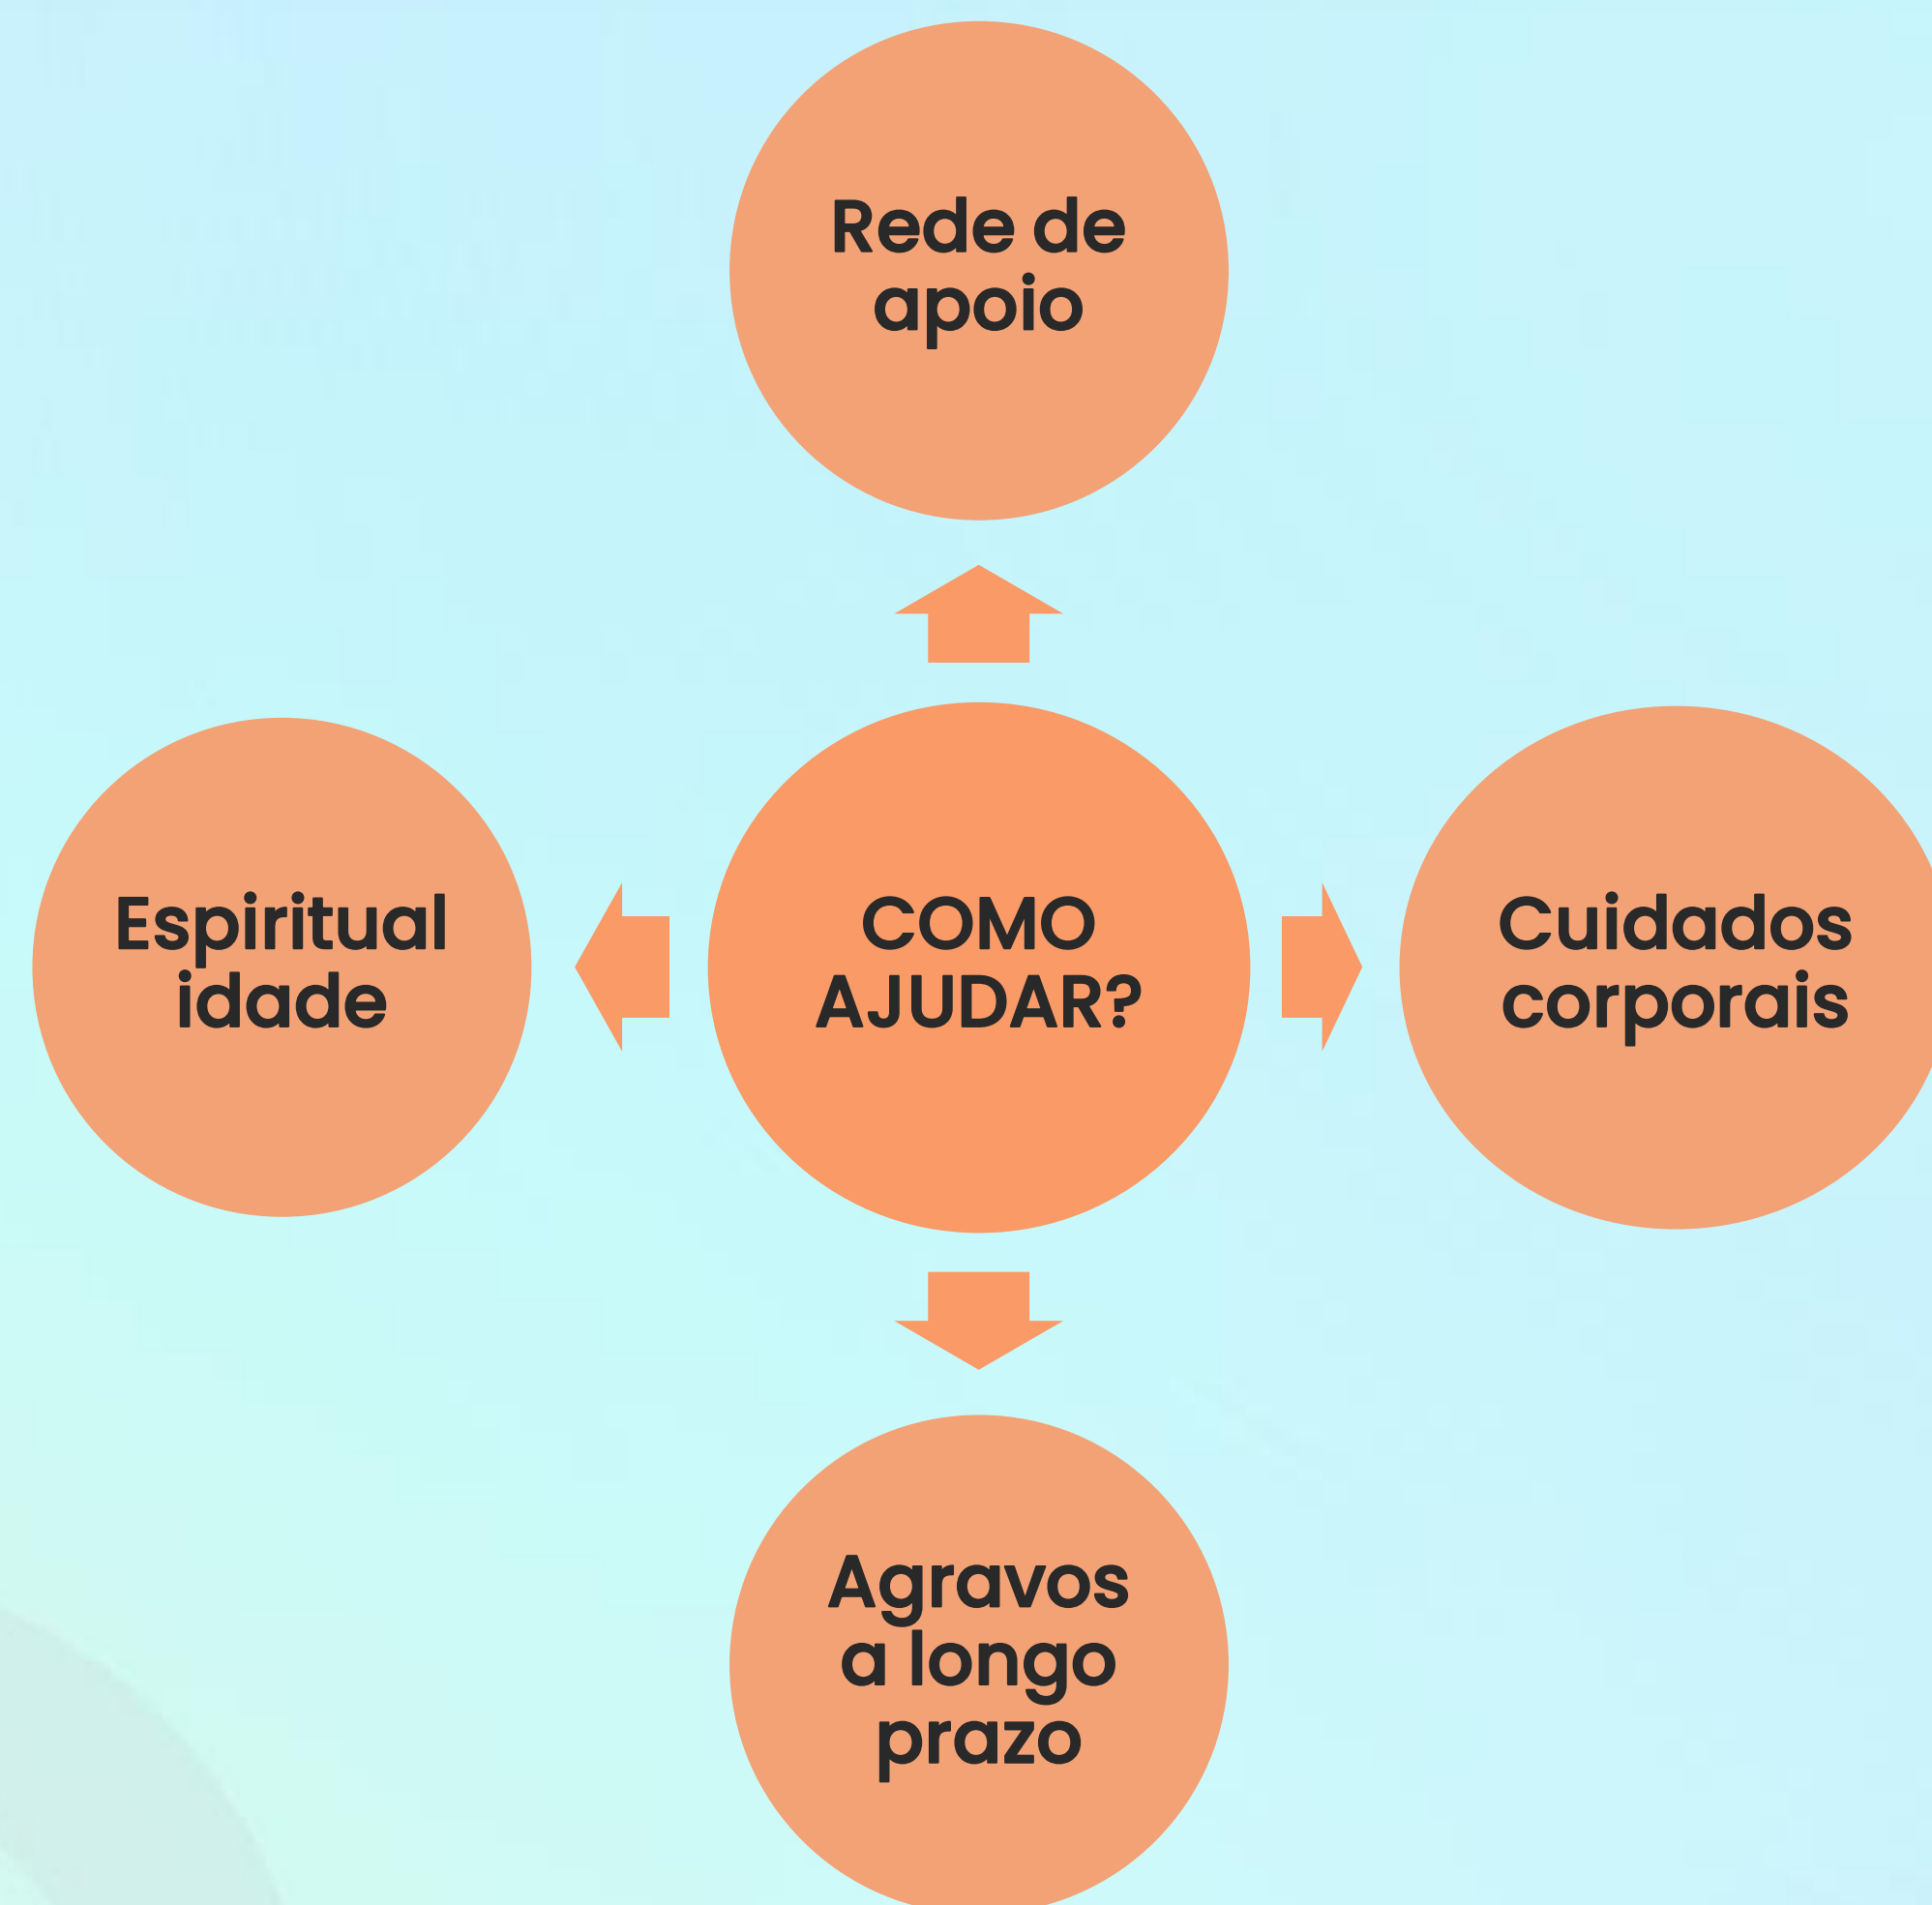 Rede de
apoio
Espiritual
idade
COMO
AJUDAR?
Cuidados
corporais
Agravos
a longo
prazo